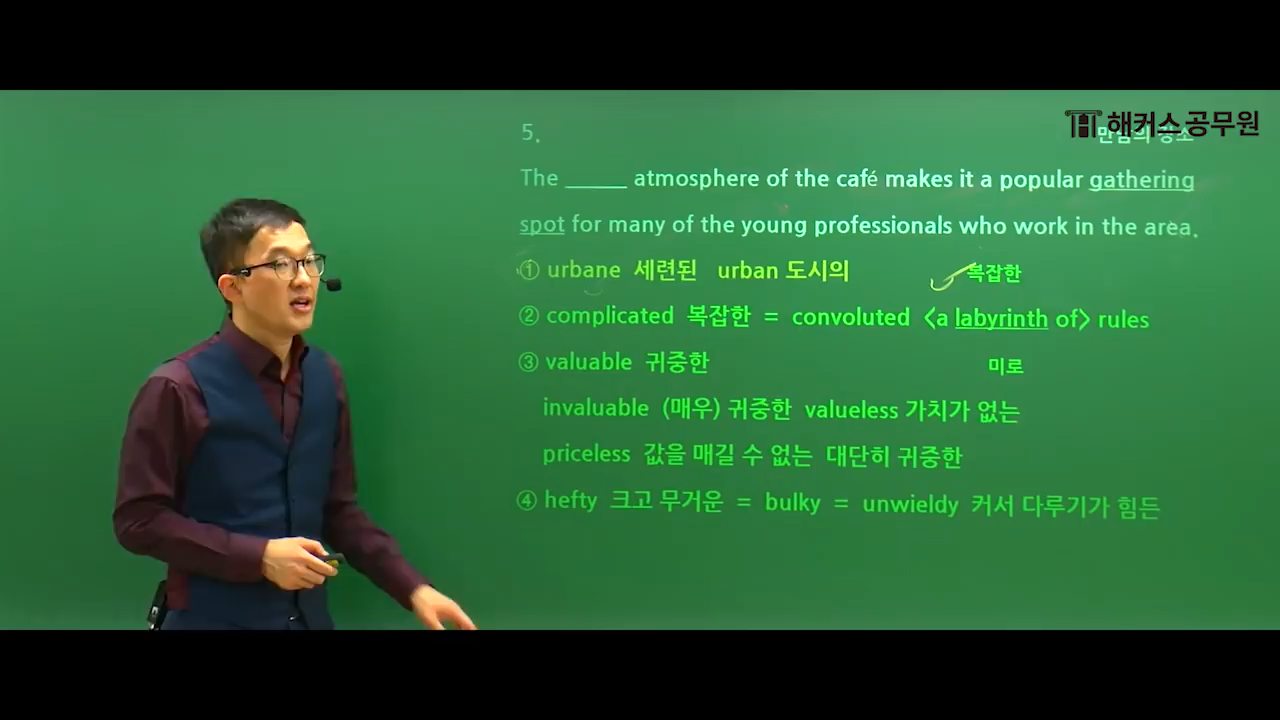 해커스공무원
5.
The _____ atmosphere of the café makes it a popular gathering
spot for many of the young professionals who work in the area.
① urbane 세련된 urban 도시의 복잡한
② complicated 복잡한 = convoluted <a labyrinth of> rules
③ valuable 귀중한 미로
invaluable (매우) 귀중한 valueless 가치가 없는
priceless 값을 매길 수 없는 대단히 귀중한
④ hefty 크고 무거운 = bulky = unwieldy 커서 다루기가 힘든